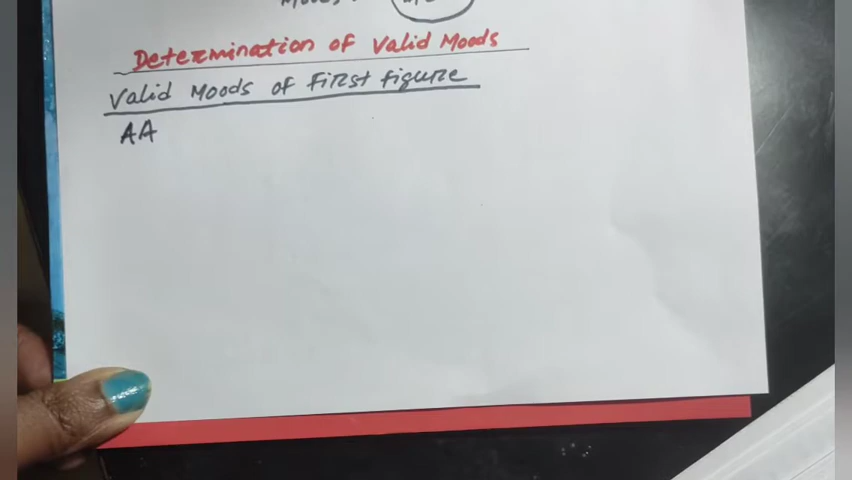 Determination of Valid Moods
Valid Moods of first figure
AA